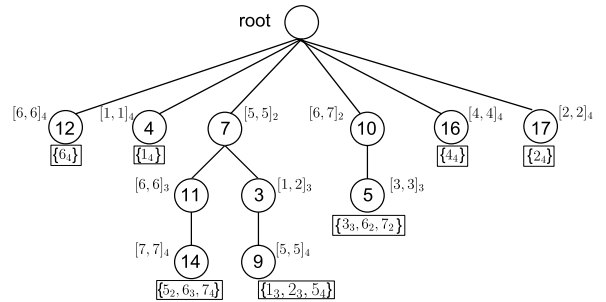 root
[6, 6]₄ [1, 1]₄ [5, 5]₂ [6, 7]₂ [4, 4]₄ [2, 2]₄
12 4 7 10 16 17
{6₄} {1₄} {4₄} {2₄}
[6, 6]₃ [1, 2]₃ [3, 3]₃
11 3 5
{3₃, 6₂, 7₂}
[7, 7]₄ [5, 5]₄
14 9
{5₂, 6₃, 7₄} {1₃, 2₃, 5₄}